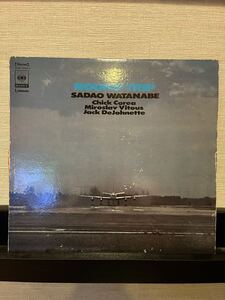 SADAO WATANABE
Chick Corea
Miroslav Vitous
Jack DeJohnette